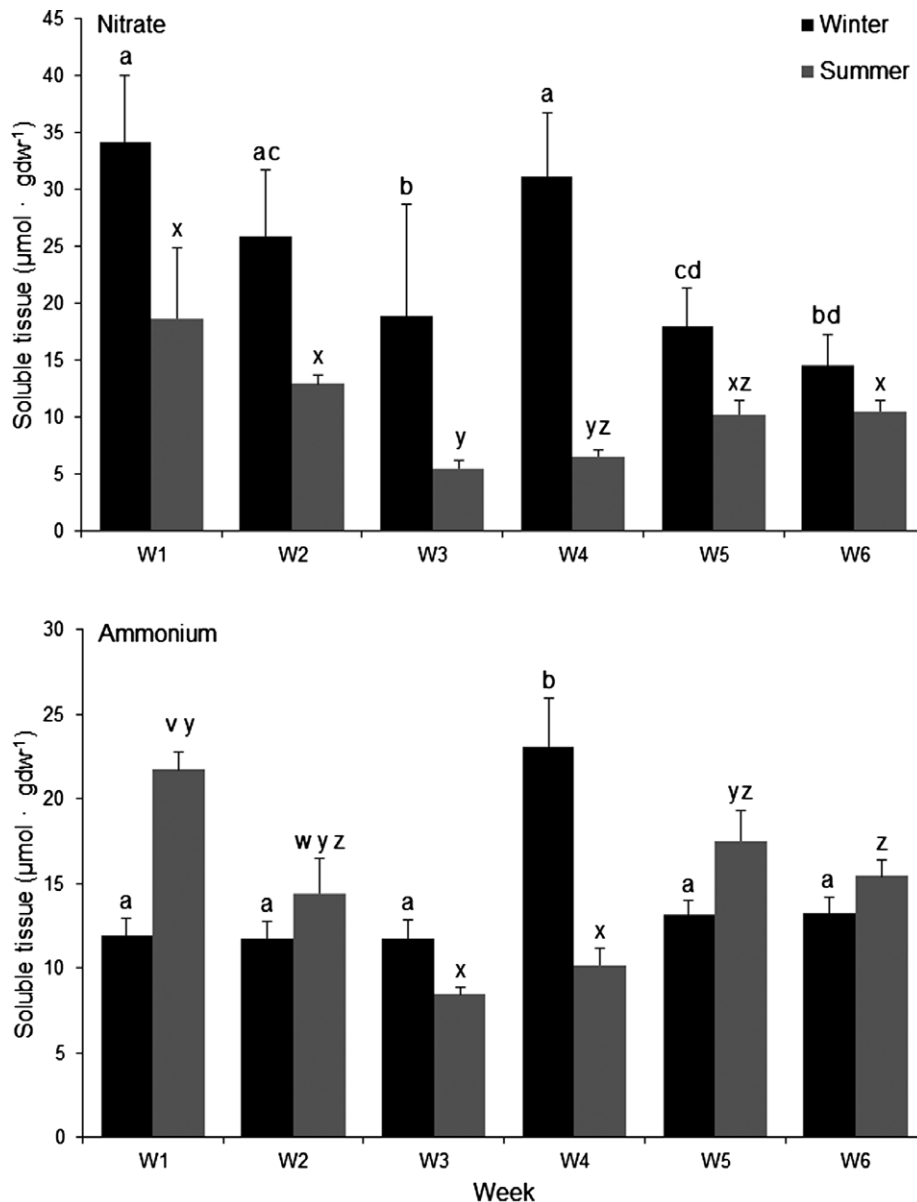 Nitrate
Winter
Summer
Soluble tissue (µmol · gdw⁻¹)
45
40
35
30
25
20
15
10
5
0
a
x
ac
x
b
y
a
yz
cd
xz
bd
x
W1 W2 W3 W4 W5 W6
Ammonium
Soluble tissue (µmol · gdw⁻¹)
30
25
20
15
10
5
0
a
v y
a
w y z
a
x
b
x
a
yz
a
z
W1 W2 W3 W4 W5 W6
Week